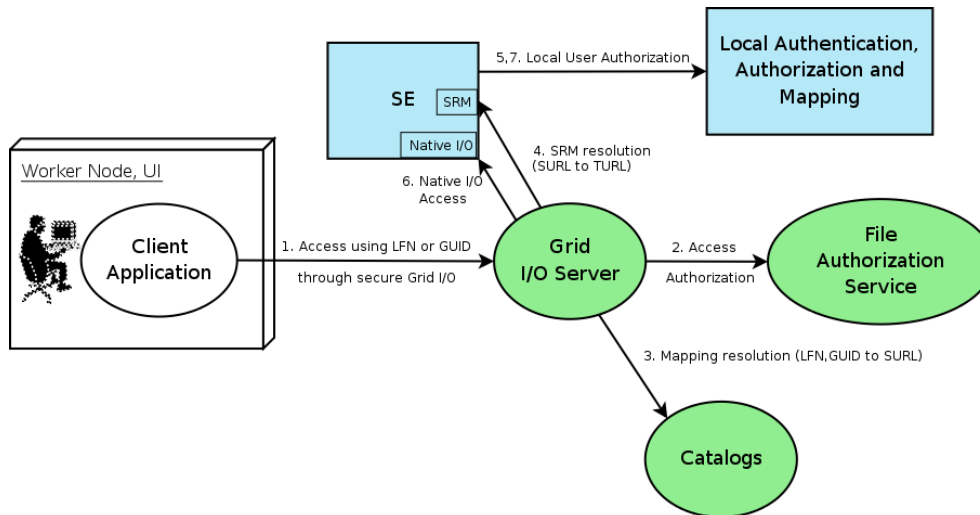 5,7. Local User Authorization
Local Authentication,
Authorization and
Mapping
SE
SRM
Native I/O
4. SRM resolution
(SURL to TURL)
6. Native I/O
Access
Worker Node, UI
Client
Application
1. Access using LFN or GUID
through secure Grid I/O
Grid
I/O Server
2. Access
Authorization
File
Authorization
Service
3. Mapping resolution (LFN,GUID to SURL)
Catalogs